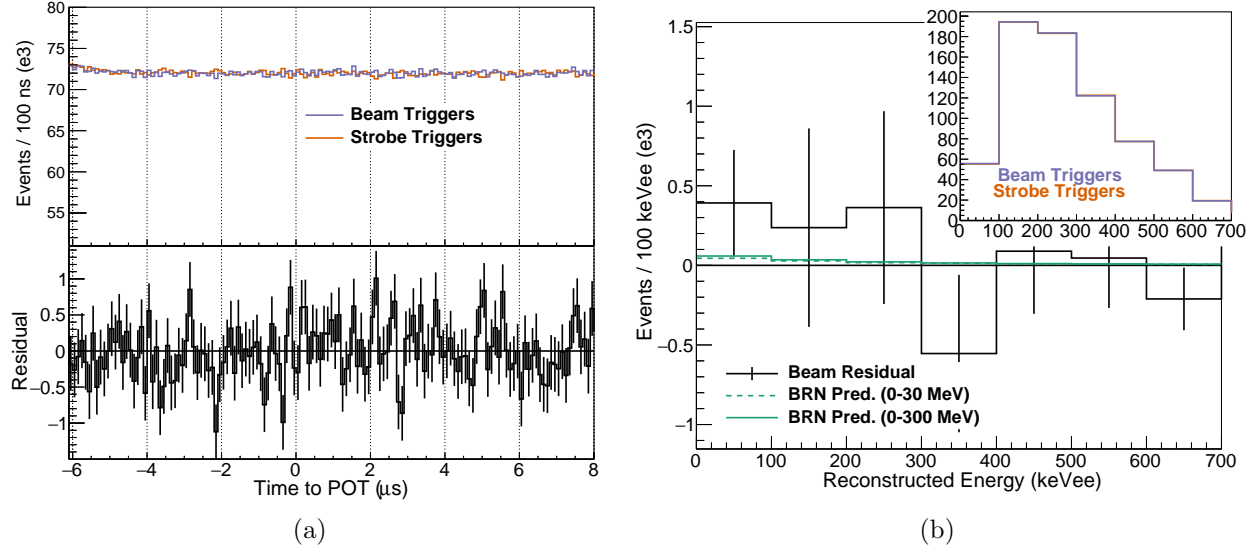 80
75
70
65
60
55
Events / 100 ns (e3)
Beam Triggers
Strobe Triggers
1
0.5
0
−0.5
−1
Residual
−6 −4 −2 0 2 4 6 8
Time to POT (μs)
(a)
1.5
1
0.5
0
−0.5
−1
Events / 100 keVee (e3)
200
180
160
140
120
100
80
60
40
20
0
0 100 200 300 400 500 600 700
Beam Triggers
Strobe Triggers
Beam Residual
BRN Pred. (0-30 MeV)
BRN Pred. (0-300 MeV)
0 100 200 300 400 500 600 700
Reconstructed Energy (keVee)
(b)